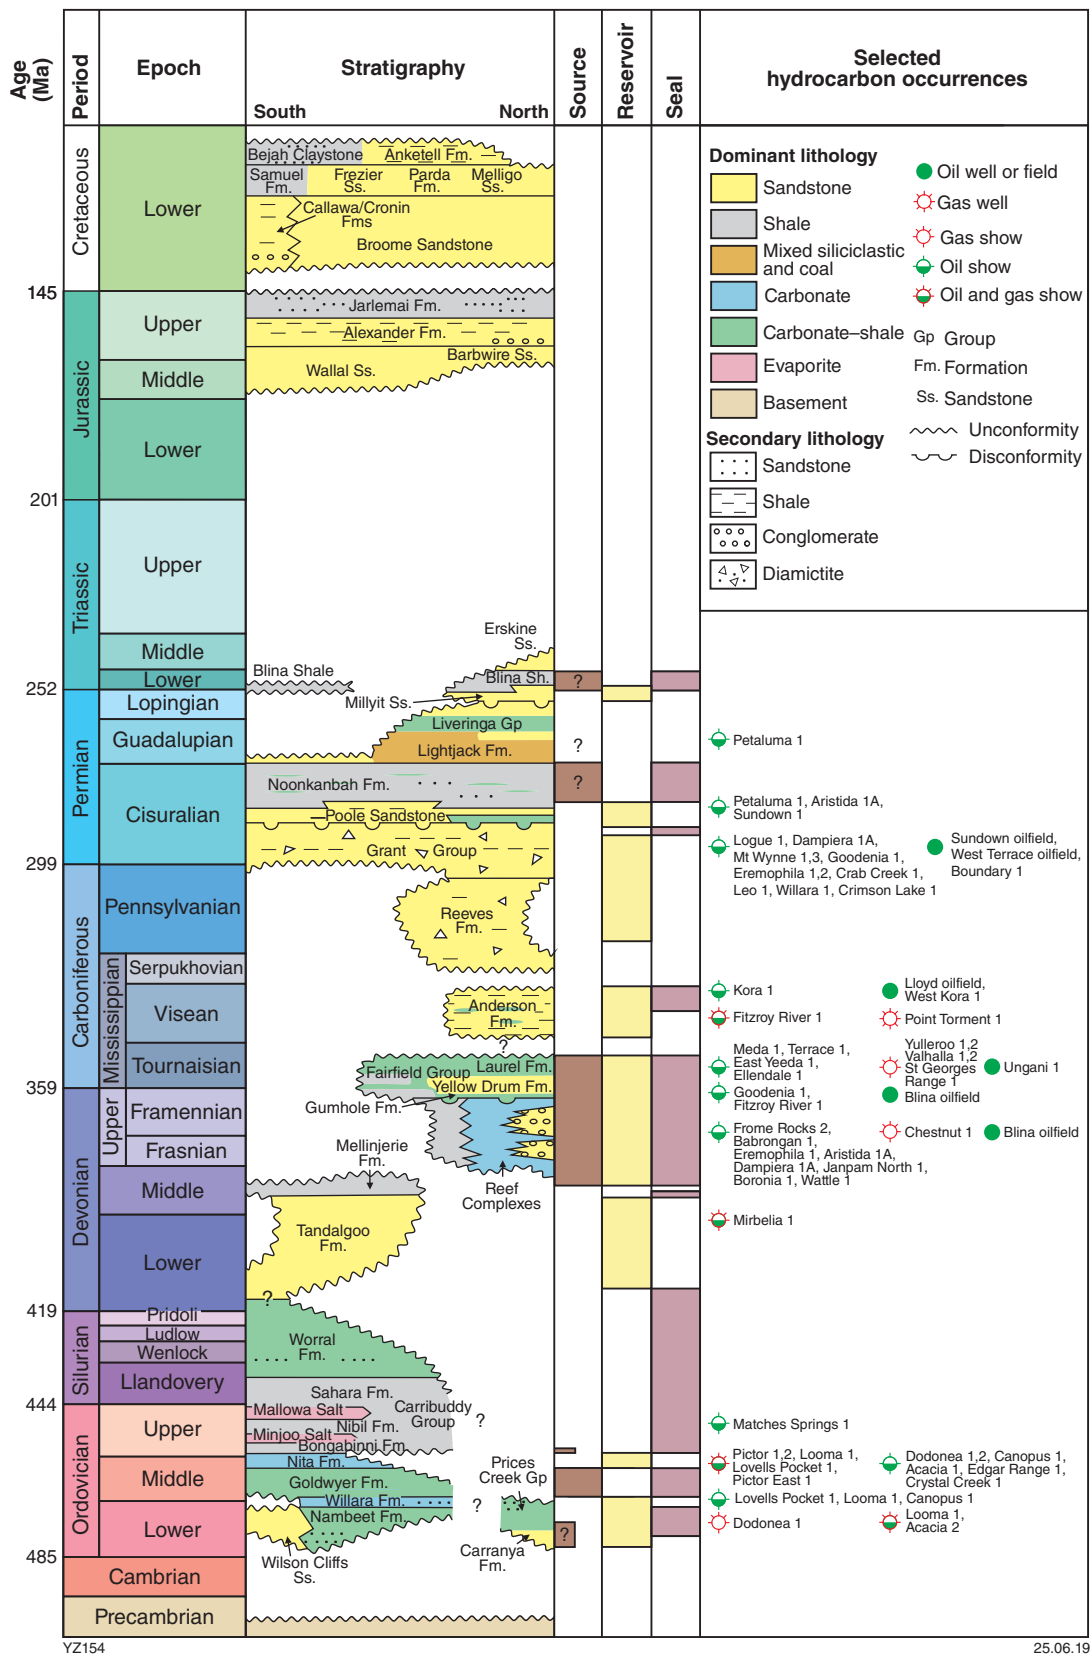 Age
(Ma)
Period
Epoch
Stratigraphy
South
North
Source
Reservoir
Seal
Selected
hydrocarbon occurrences
Cretaceous
Lower
Bejah Claystone
Anketell Fm.
Samuel
Fm.
Frezier
Ss.
Parda
Fm.
Melligo
Ss.
Callawa/Cronin
Fms
Broome Sandstone
145
Jurassic
Upper
Jarlemai Fm.
Alexander Fm.
Barbwire Ss.
Middle
Wallal Ss.
Lower
201
Triassic
Upper
Middle
Lower
Erskine
Ss.
Blina Shale
Blina Sh.
?
252
Permian
Lopingian
Millyit Ss.
Guadalupian
Liveringa Gp
Lightjack Fm.
?
Cisuralian
Noonkanbah Fm.
?
Poole Sandstone
Grant Group
299
Carboniferous
Pennsylvanian
Reeves
Fm.
Mississippian
Serpukhovian
Visean
Anderson
Fm.
?
Tournaisian
Fairfield Group
Laurel Fm.
Yellow Drum Fm.
359
Devonian
Upper
Framennian
Gumhole Fm.
Frasnian
Mellinjerie
Fm.
Reef
Complexes
Middle
Lower
Tandalgoo
Fm.
?
419
Silurian
Pridoli
Ludlow
Wenlock
Llandovery
Worral
Fm.
Sahara Fm.
444
Ordovician
Upper
Mallowa Salt
Carribuddy
Group
?
Nibil Fm.
Minjoo Salt
Bongabinni Fm.
Middle
Nita Fm.
Goldwyer Fm.
Prices
Creek Gp
Willara Fm.
?
Lower
Nambeet Fm.
?
Wilson Cliffs
Ss.
Carranya
Fm.
485
Cambrian
Precambrian
Dominant lithology
Sandstone
Shale
Mixed siliciclastic
and coal
Carbonate
Carbonate–shale
Evaporite
Basement
Secondary lithology
Sandstone
Shale
Conglomerate
Diamictite
Oil well or field
Gas well
Gas show
Oil show
Oil and gas show
Gp Group
Fm. Formation
Ss. Sandstone
Unconformity
Disconformity
Petaluma 1
Petaluma 1, Aristida 1A,
Sundown 1
Logue 1, Dampiera 1A,
Mt Wynne 1,3, Goodenia 1,
Eremophila 1,2, Crab Creek 1,
Leo 1, Willara 1, Crimson Lake 1
Sundown oilfield,
West Terrace oilfield,
Boundary 1
Kora 1
Lloyd oilfield,
West Kora 1
Fitzroy River 1
Point Torment 1
Meda 1, Terrace 1,
East Yeeda 1,
Ellendale 1
Yulleroo 1,2
Valhalla 1,2
St Georges
Range 1
Ungani 1
Goodenia 1,
Fitzroy River 1
Blina oilfield
Frome Rocks 2,
Babrongan 1,
Eremophila 1, Aristida 1A,
Dampiera 1A, Janpam North 1,
Boronia 1, Wattle 1
Chestnut 1
Blina oilfield
Mirbelia 1
Matches Springs 1
Pictor 1,2, Looma 1,
Lovells Pocket 1,
Pictor East 1
Dodonea 1,2, Canopus 1,
Acacia 1, Edgar Range 1,
Crystal Creek 1
Lovells Pocket 1, Looma 1, Canopus 1
Dodonea 1
Looma 1,
Acacia 2
YZ154
25.06.19